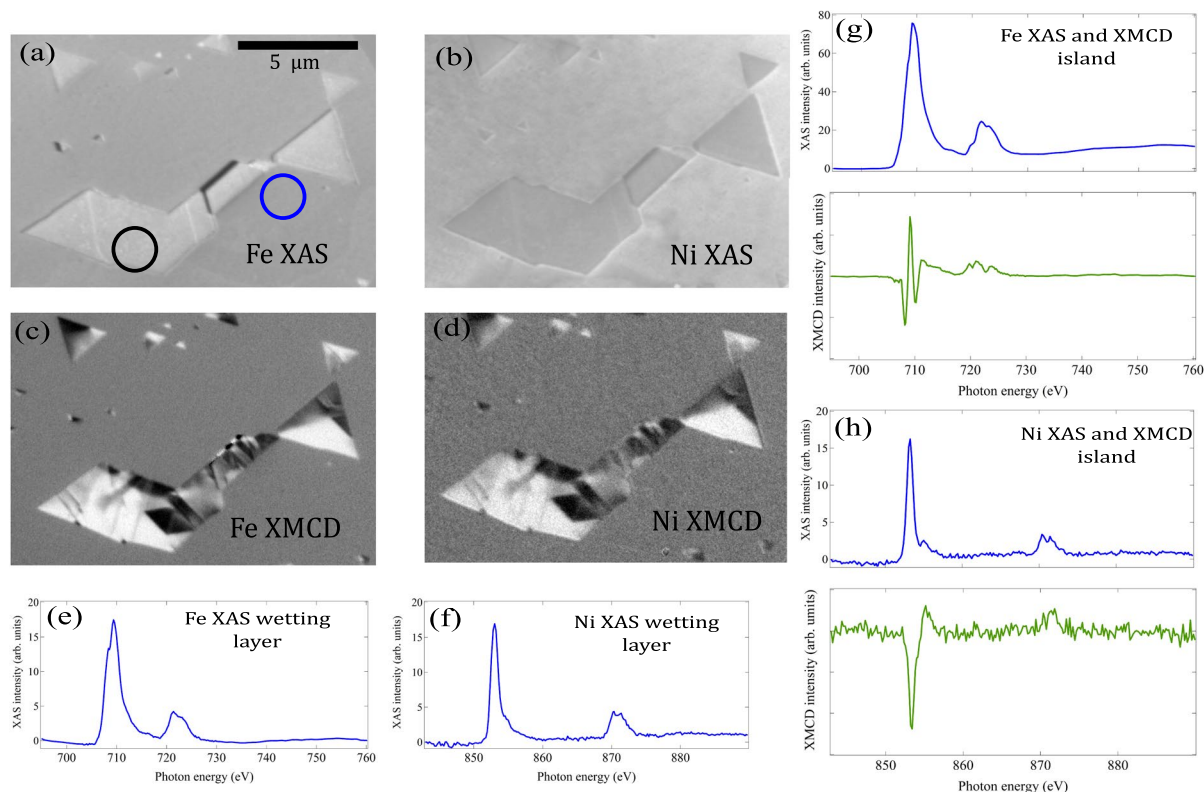 (a)
5 μm
Fe XAS
(b)
Ni XAS
(c)
Fe XMCD
(d)
Ni XMCD
(e)
Fe XAS wetting
layer
XAS intensity (arb. units)
20
15
10
5
0
700
710
720
730
740
750
760
Photon energy (eV)
(f)
Ni XAS wetting
layer
XAS intensity (arb. units)
20
15
10
5
0
850
860
870
880
Photon energy (eV)
(g)
Fe XAS and XMCD
island
XAS intensity (arb. units)
80
60
40
20
0
XMCD intensity (arb. units)
700
710
720
730
740
750
760
Photon energy (eV)
(h)
Ni XAS and XMCD
island
XAS intensity (arb. units)
20
15
10
5
0
850
860
870
880
XMCD intensity (arb. units)
850
860
870
880
Photon energy (eV)